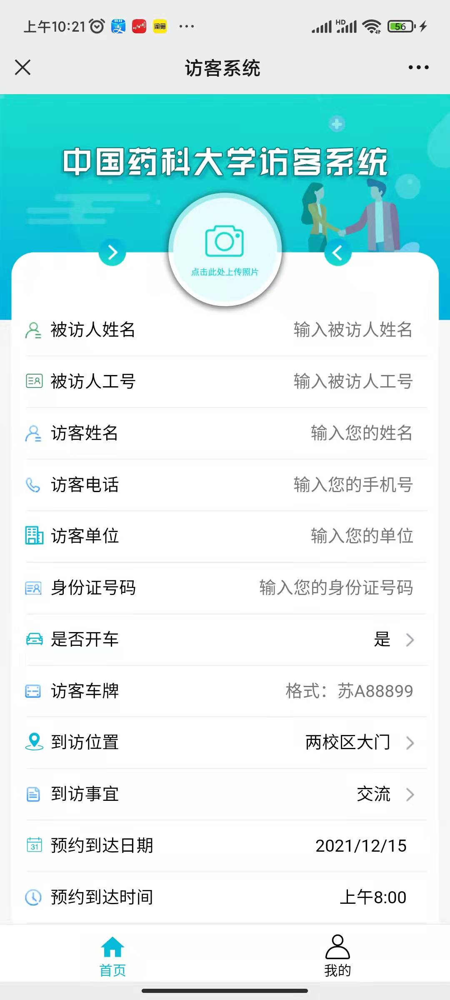 上午10:21 支 闲鱼 ··· HD 56
访客系统
中国药科大学访客系统
点击此处上传照片
被访人姓名 输入被访人姓名
被访人工号 输入被访人工号
访客姓名 输入您的姓名
访客电话 输入您的手机号
访客单位 输入您的单位
身份证号码 输入您的身份证号码
是否开车 是
访客车牌 格式：苏A88899
到访位置 两校区大门
到访事宜 交流
31 预约到达日期 2021/12/15
预约到达时间 上午8:00
首页 我的